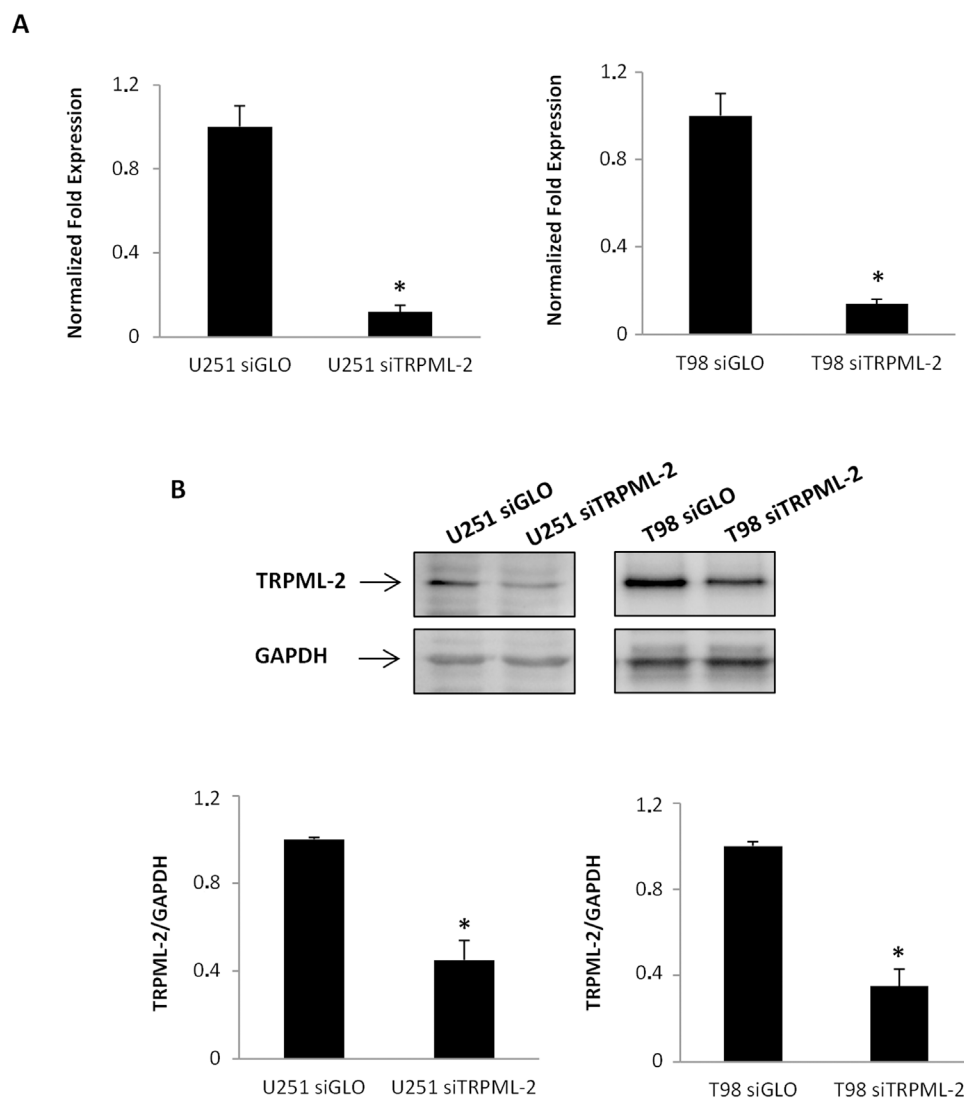 A
Normalized Fold Expression
1.2
0.8
0.4
0
*
U251 siGLO
U251 siTRPML-2
Normalized Fold Expression
1.2
0.8
0.4
0
*
T98 siGLO
T98 siTRPML-2
B
U251 siGLO
U251 siTRPML-2
T98 siGLO
T98 siTRPML-2
TRPML-2
GAPDH
TRPML-2/GAPDH
1.2
0.8
0.4
0
*
U251 siGLO
U251 siTRPML-2
TRPML-2/GAPDH
1.2
0.8
0.4
0
*
T98 siGLO
T98 siTRPML-2